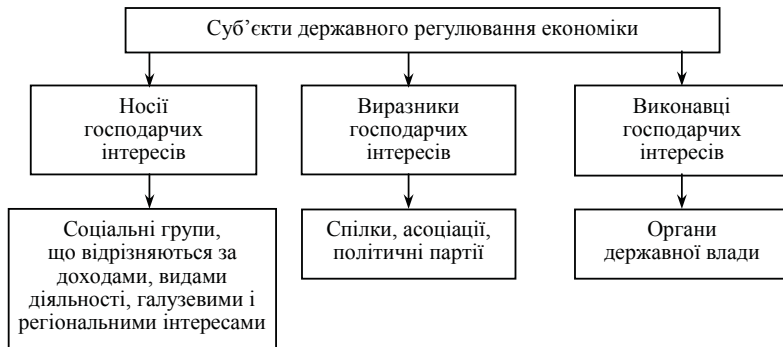 Суб’єкти державного регулювання економіки
Носії
господарчих
інтересів
Виразники
господарчих
інтересів
Виконавці
господарчих
інтересів
Соціальні групи,
що відрізняються за
доходами, видами
діяльності, галузевими і
регіональними інтересами
Спілки, асоціації,
політичні партії
Органи
державної влади